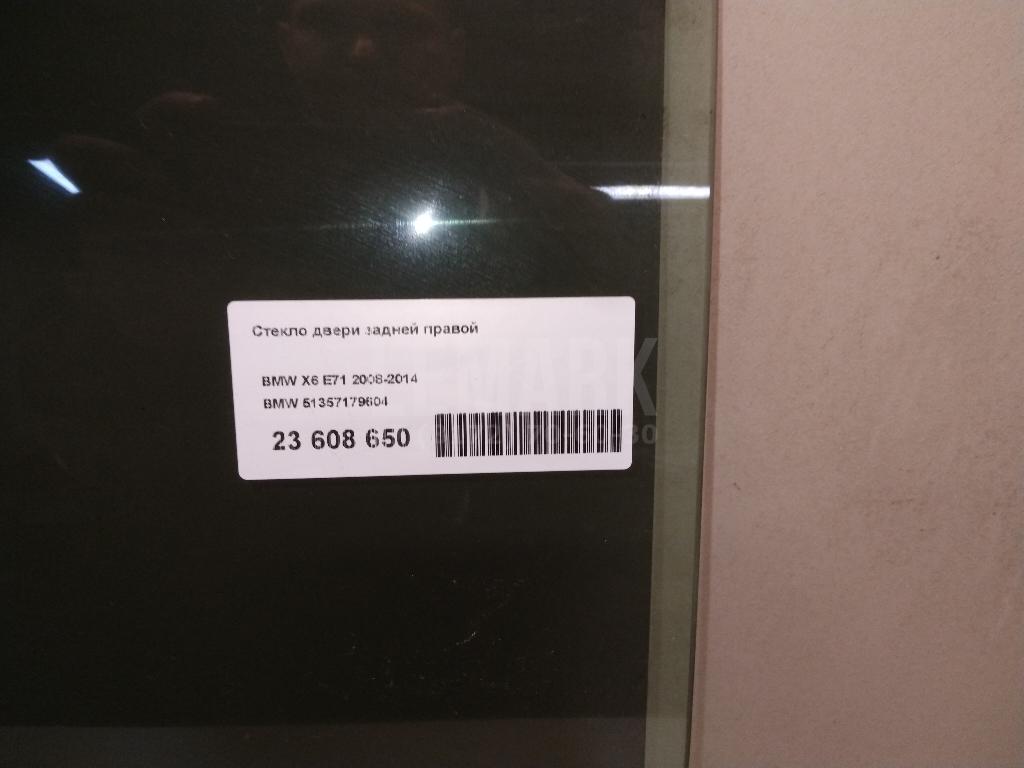 Стекло двери задней правой
BMW X6 E71 2008-2014
BMW 51357179604
23 608 650